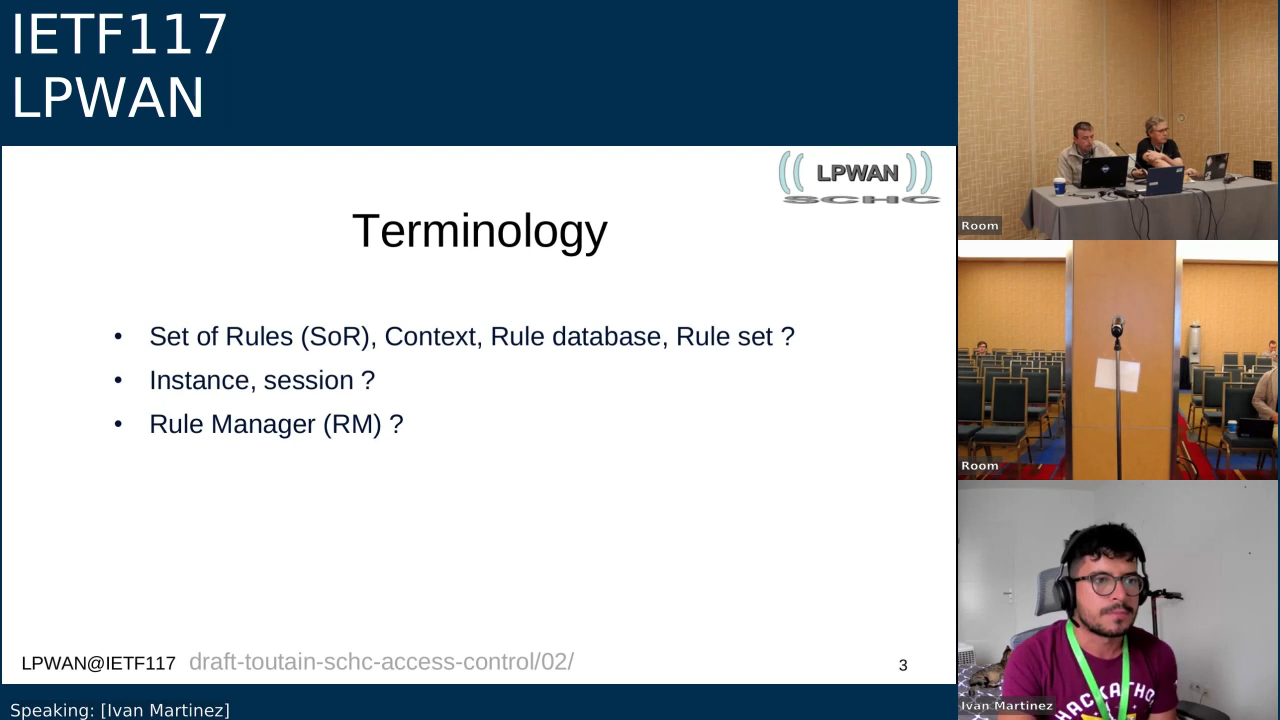 IETF117
LPWAN
LPWAN
SCHC
Terminology
• Set of Rules (SoR), Context, Rule database, Rule set ?
• Instance, session ?
• Rule Manager (RM) ?
LPWAN@IETF117 draft-toutain-schc-access-control/02/
3
Speaking: [Ivan Martinez]
Room
Room
Ivan Martinez
HACKATHO